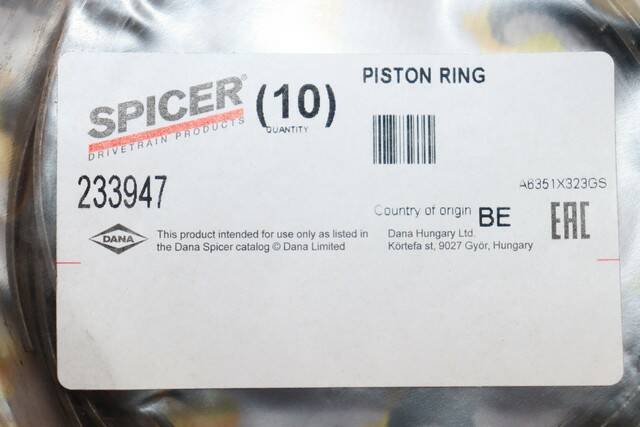 PISTON RING
SPICER®
DRIVETRAIN PRODUCTS
(10)
QUANTITY
233947
A6351X323GS
Country of origin BE
EAC
DANA
This product intended for use only as listed in
the Dana Spicer catalog © Dana Limited
Dana Hungary Ltd.
Körtefa st, 9027 Győr, Hungary